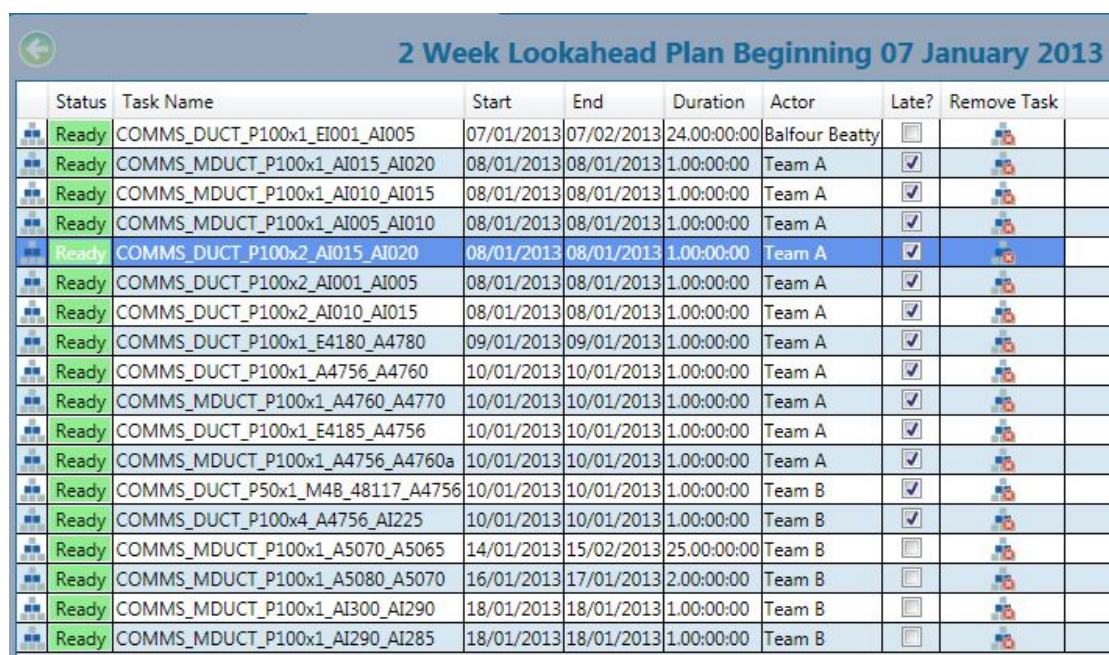 2 Week Lookahead Plan Beginning 07 January 2013
Status Task Name Start End Duration Actor Late? Remove Task
Ready COMMS_DUCT_P100x1_EI001_AI005 07/01/2013 07/02/2013 24.00:00:00 Balfour Beatty
Ready COMMS_MDUCT_P100x1_AI015_AI020 08/01/2013 08/01/2013 1.00:00:00 Team A
Ready COMMS_MDUCT_P100x1_AI010_AI015 08/01/2013 08/01/2013 1.00:00:00 Team A
Ready COMMS_MDUCT_P100x1_AI005_AI010 08/01/2013 08/01/2013 1.00:00:00 Team A
Ready COMMS_DUCT_P100x2_AI015_AI020 08/01/2013 08/01/2013 1.00:00:00 Team A
Ready COMMS_DUCT_P100x2_AI001_AI005 08/01/2013 08/01/2013 1.00:00:00 Team A
Ready COMMS_DUCT_P100x2_AI010_AI015 08/01/2013 08/01/2013 1.00:00:00 Team A
Ready COMMS_DUCT_P100x1_E4180_A4780 09/01/2013 09/01/2013 1.00:00:00 Team A
Ready COMMS_DUCT_P100x1_A4756_A4760 10/01/2013 10/01/2013 1.00:00:00 Team A
Ready COMMS_MDUCT_P100x1_A4760_A4770 10/01/2013 10/01/2013 1.00:00:00 Team A
Ready COMMS_DUCT_P100x1_E4185_A4756 10/01/2013 10/01/2013 1.00:00:00 Team A
Ready COMMS_MDUCT_P100x1_A4756_A4760a 10/01/2013 10/01/2013 1.00:00:00 Team A
Ready COMMS_DUCT_P50x1_M4B_48117_A4756 10/01/2013 10/01/2013 1.00:00:00 Team B
Ready COMMS_DUCT_P100x4_A4756_AI225 10/01/2013 10/01/2013 1.00:00:00 Team B
Ready COMMS_MDUCT_P100x1_A5070_A5065 14/01/2013 15/02/2013 25.00:00:00 Team B
Ready COMMS_MDUCT_P100x1_A5080_A5070 16/01/2013 17/01/2013 2.00:00:00 Team B
Ready COMMS_MDUCT_P100x1_AI300_AI290 18/01/2013 18/01/2013 1.00:00:00 Team B
Ready COMMS_MDUCT_P100x1_AI290_AI285 18/01/2013 18/01/2013 1.00:00:00 Team B